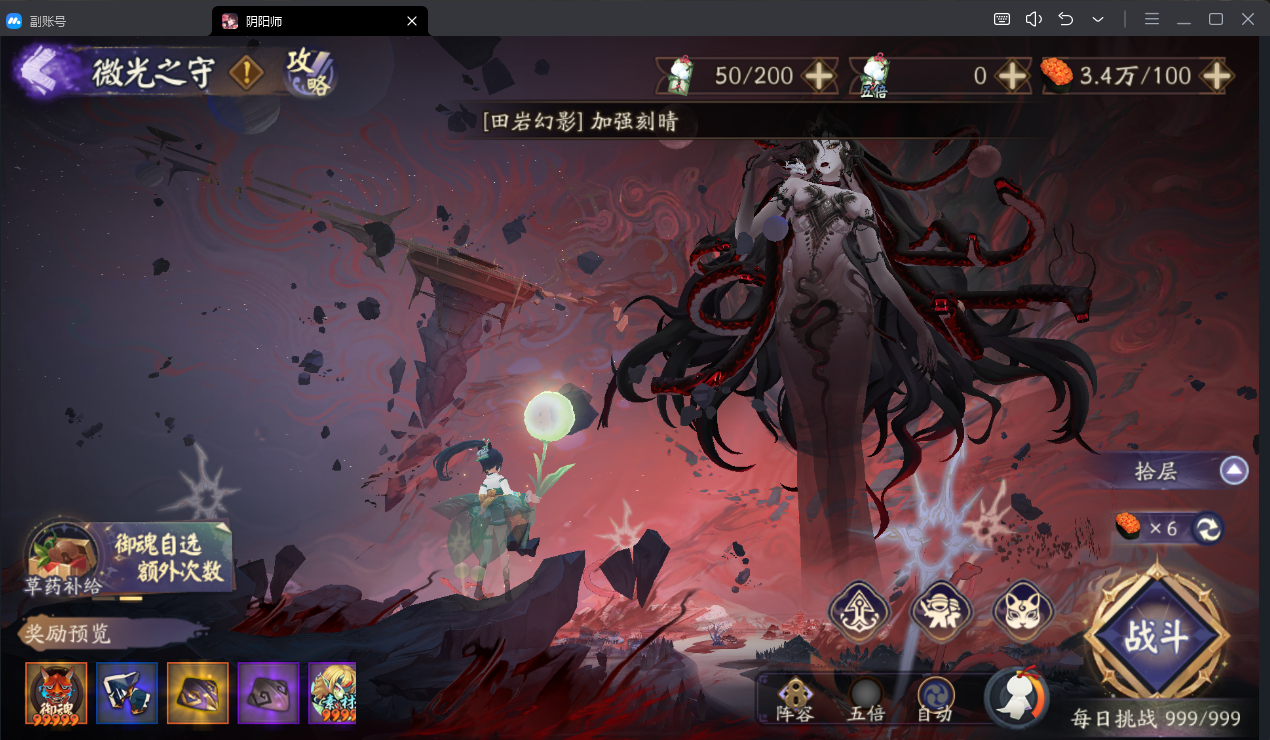 副账号
阴阳师
微光之守
攻略
50/200
五倍
0
3.4万/100
[田岩幻影] 加强刻晴
拾层
×6
御魂自选
额外次数
草药补给
奖励预览
战斗
御魂
99999
素材
999
阵容
五倍
自动
每日挑战 999/999